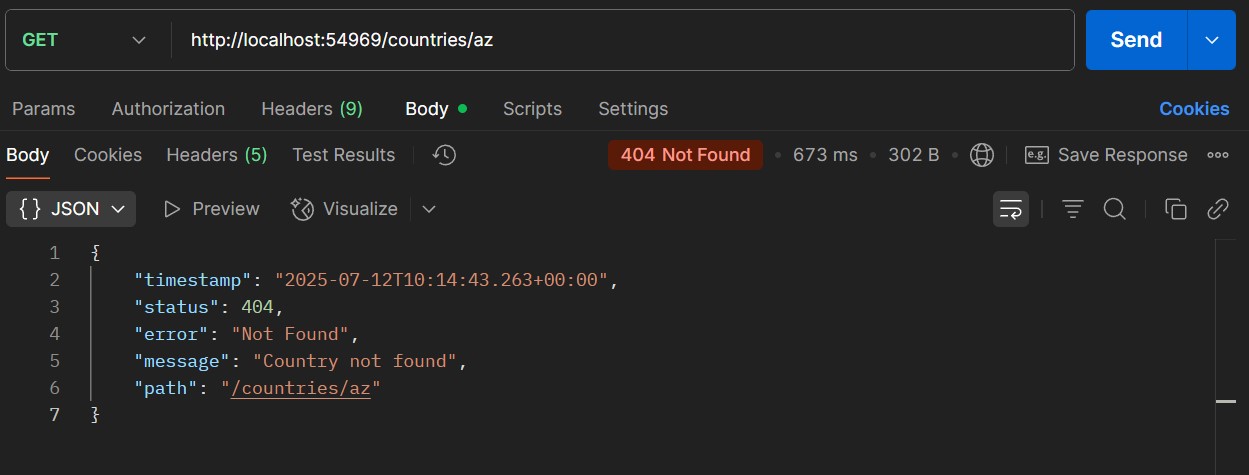 GET http://localhost:54969/countries/az Send
Params Authorization Headers (9) Body Scripts Settings Cookies
Body Cookies Headers (5) Test Results 404 Not Found 673 ms 302 B e.g. Save Response
{} JSON Preview Visualize
1 {
2 "timestamp": "2025-07-12T10:14:43.263+00:00",
3 "status": 404,
4 "error": "Not Found",
5 "message": "Country not found",
6 "path": "/countries/az"
7 }